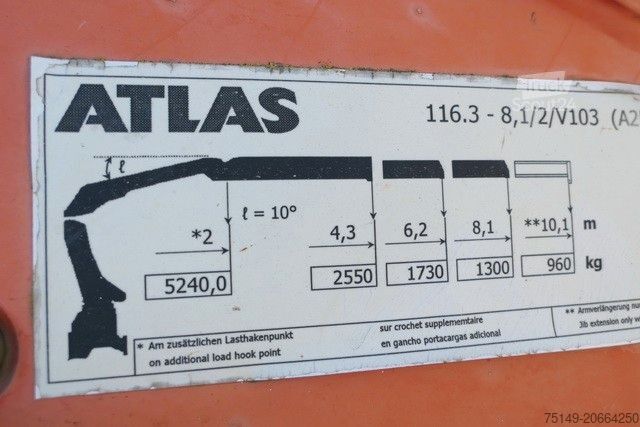 ATLAS
116.3 - 8,1/2/V103 (A2
ℓ
ℓ = 10°
*2 4,3 6,2 8,1 **10,1 m
5240,0 2550 1730 1300 960 kg
* Am zusätzlichen Lasthakenpunkt
on additional load hook point
sur crochet supplementaire
en gancho portacargas adicional
** Armverlängerung
Jib extension only
Truck
Scout24
75149-20664250